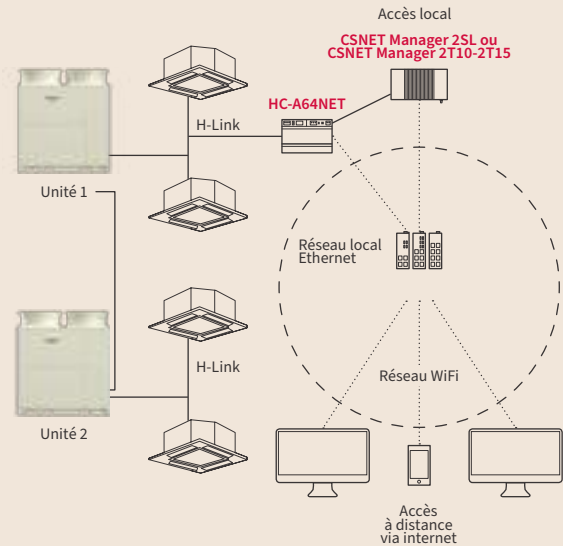 Accès local
CSNET Manager 2SL ou
CSNET Manager 2T10-2T15
HC-A64NET
H-Link
Unité 1
Réseau local
Ethernet
H-Link
Réseau WiFi
Unité 2
Accès
à distance
via internet